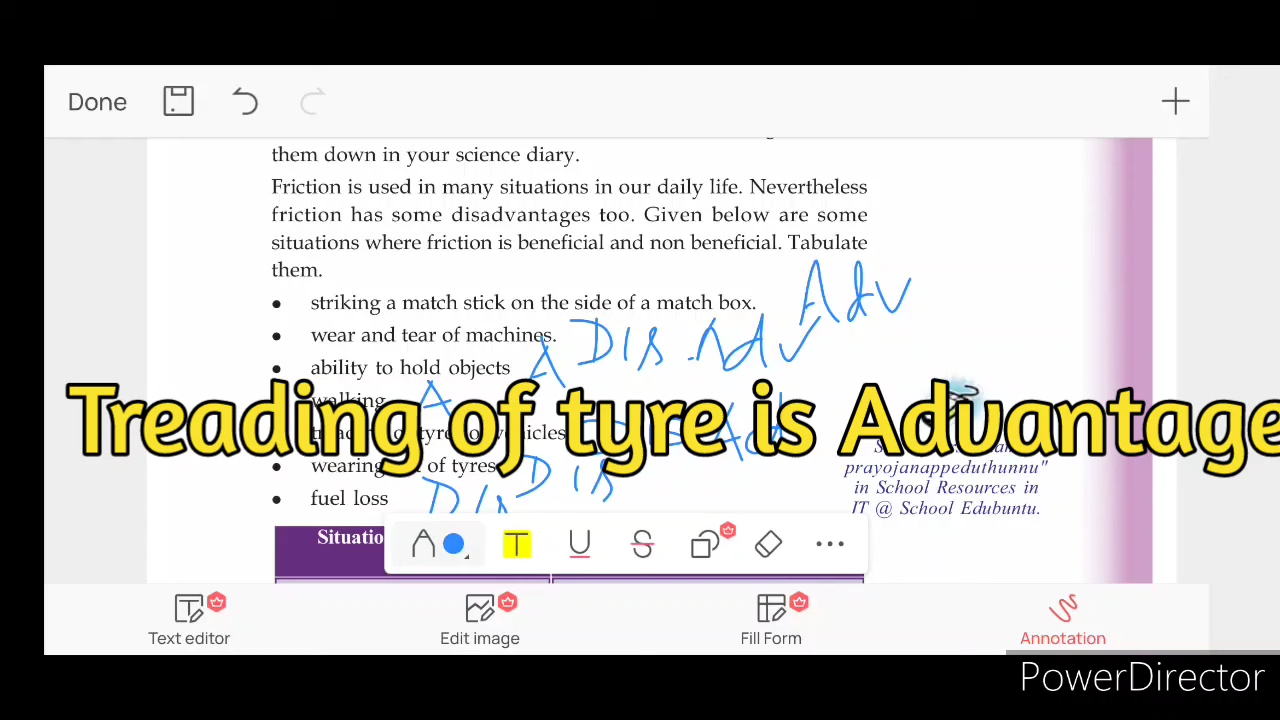 Done
them down in your science diary.
Friction is used in many situations in our daily life. Nevertheless
friction has some disadvantages too. Given below are some
situations where friction is beneficial and non beneficial. Tabulate
them.
• striking a match stick on the side of a match box. Adv
• wear and tear of machines. DIS Adv
• ability to hold objects A
walking A
Treading of tyre is Advantage
prayojanappeduthunnu"
• wearing of tyres DIS
in School Resources in
• fuel loss DIS
IT @ School Edubuntu.
Situatio
T U S
Text editor Edit image Fill Form Annotation
PowerDirector